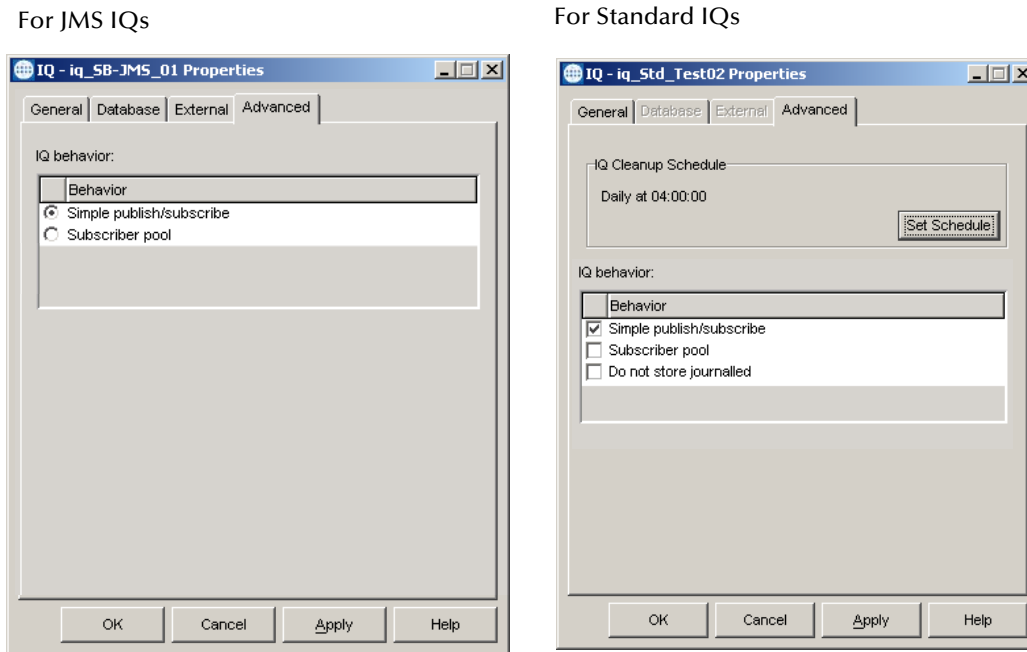 For JMS IQs
IQ - iq_SB-JMS_01 Properties
General Database External Advanced
IQ behavior:
Behavior
Simple publish/subscribe
Subscriber pool
OK Cancel Apply Help
For Standard IQs
IQ - iq_Std_Test02 Properties
General Database External Advanced
IQ Cleanup Schedule
Daily at 04:00:00
Set Schedule
IQ behavior:
Behavior
Simple publish/subscribe
Subscriber pool
Do not store journalled
OK Cancel Apply Help